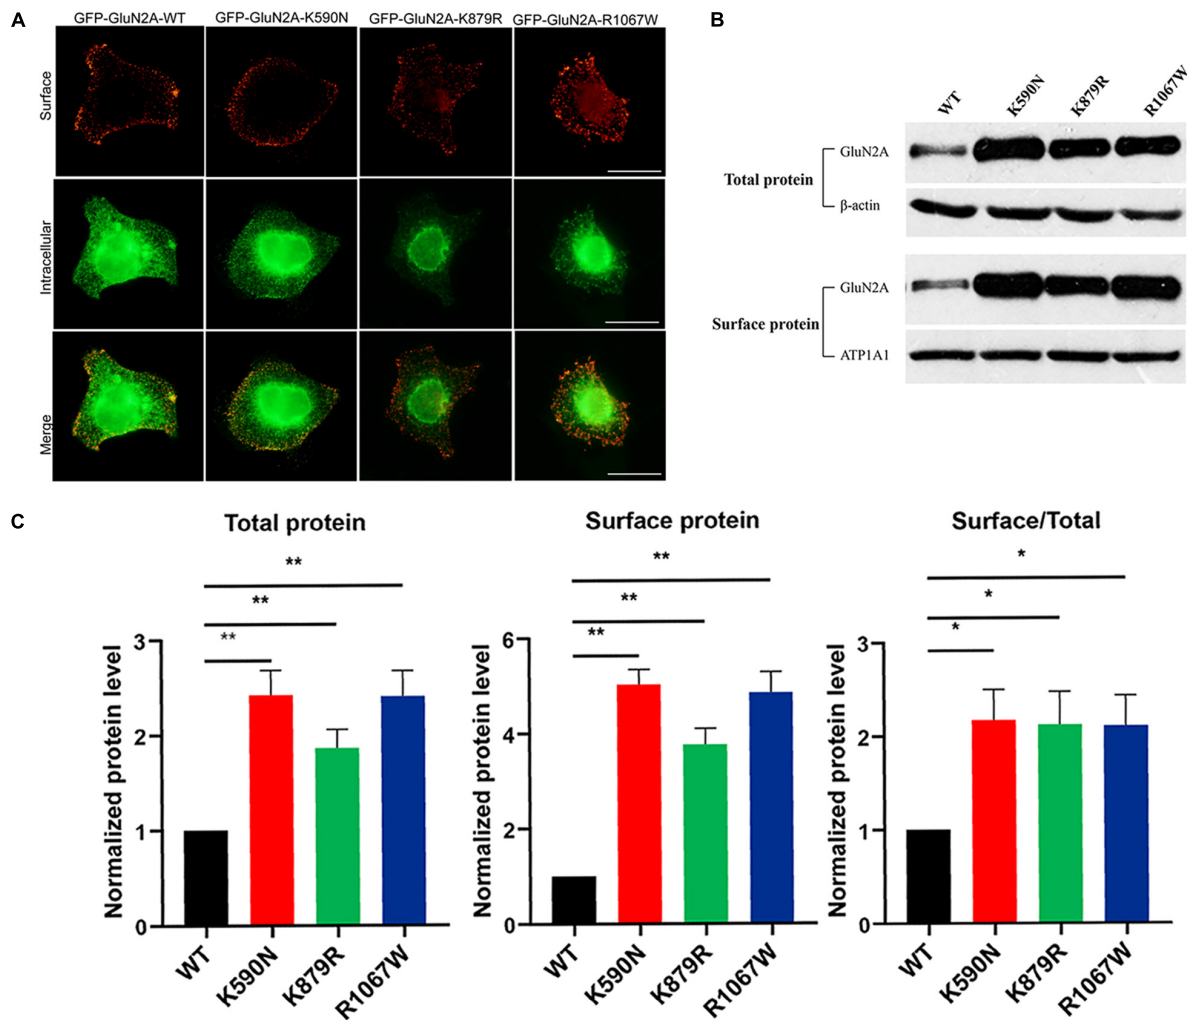 A
GFP-GluN2A-WT GFP-GluN2A-K590N GFP-GluN2A-K879R GFP-GluN2A-R1067W
Surface
Intracellular
Merge
B
WT K590N K879R R1067W
Total protein
GluN2A
β-actin
Surface protein
GluN2A
ATP1A1
C
Total protein
**
**
**
Normalized protein level
3
2
1
0
WT K590N K879R R1067W
Surface protein
**
**
**
Normalized protein level
6
4
2
0
WT K590N K879R R1067W
Surface/Total
*
*
*
Normalized protein level
3
2
1
0
WT K590N K879R R1067W